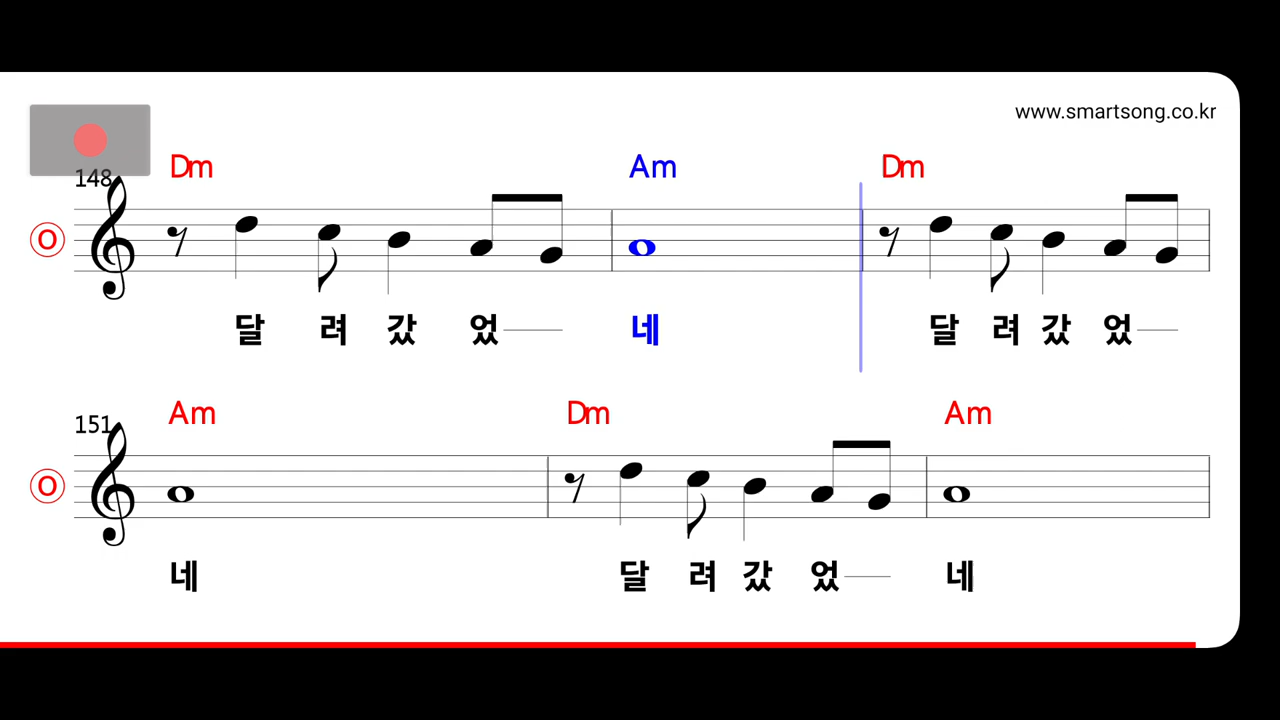 www.smartsong.co.kr
Dm Am Dm
148
O
달 려 갔 었 네 달 려 갔 었
Am Dm Am
151
O
네 달 려 갔 었 네